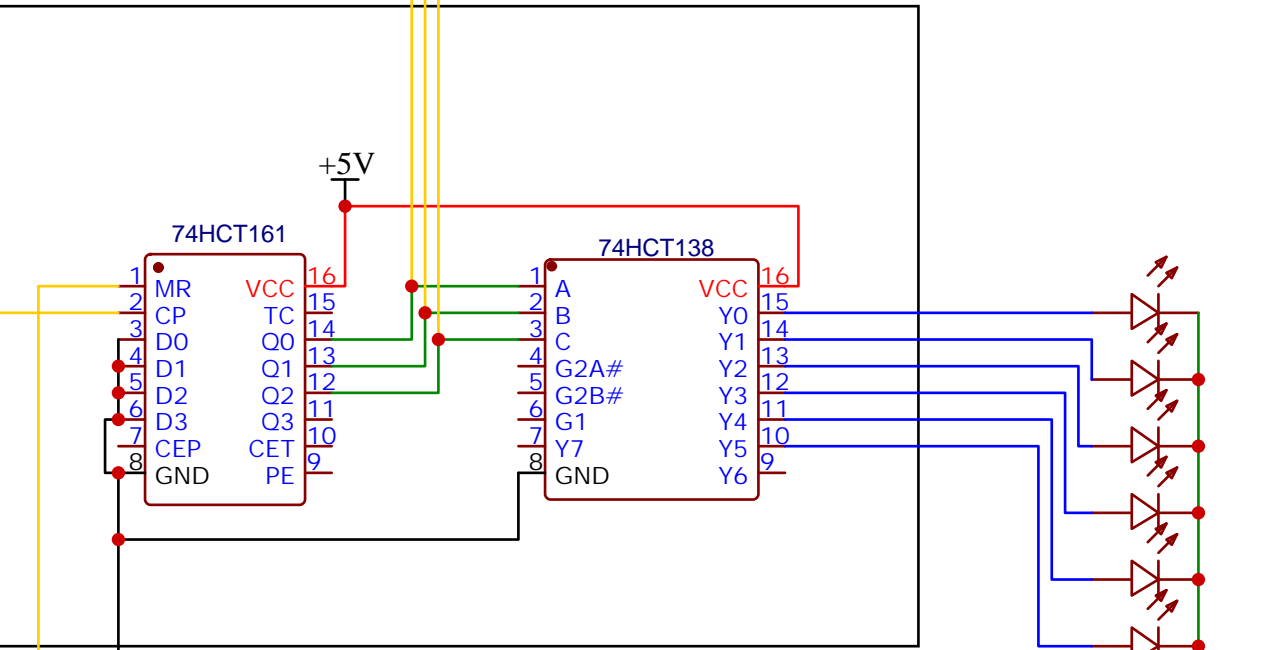 +5V
74HCT161
1 MR VCC 16
2 CP TC 15
3 D0 Q0 14
4 D1 Q1 13
5 D2 Q2 12
6 D3 Q3 11
7 CEP CET 10
8 GND PE 9
74HCT138
1 A VCC 16
2 B Y0 15
3 C Y1 14
4 G2A# Y2 13
5 G2B# Y3 12
6 G1 Y4 11
7 Y7 Y5 10
8 GND Y6 9